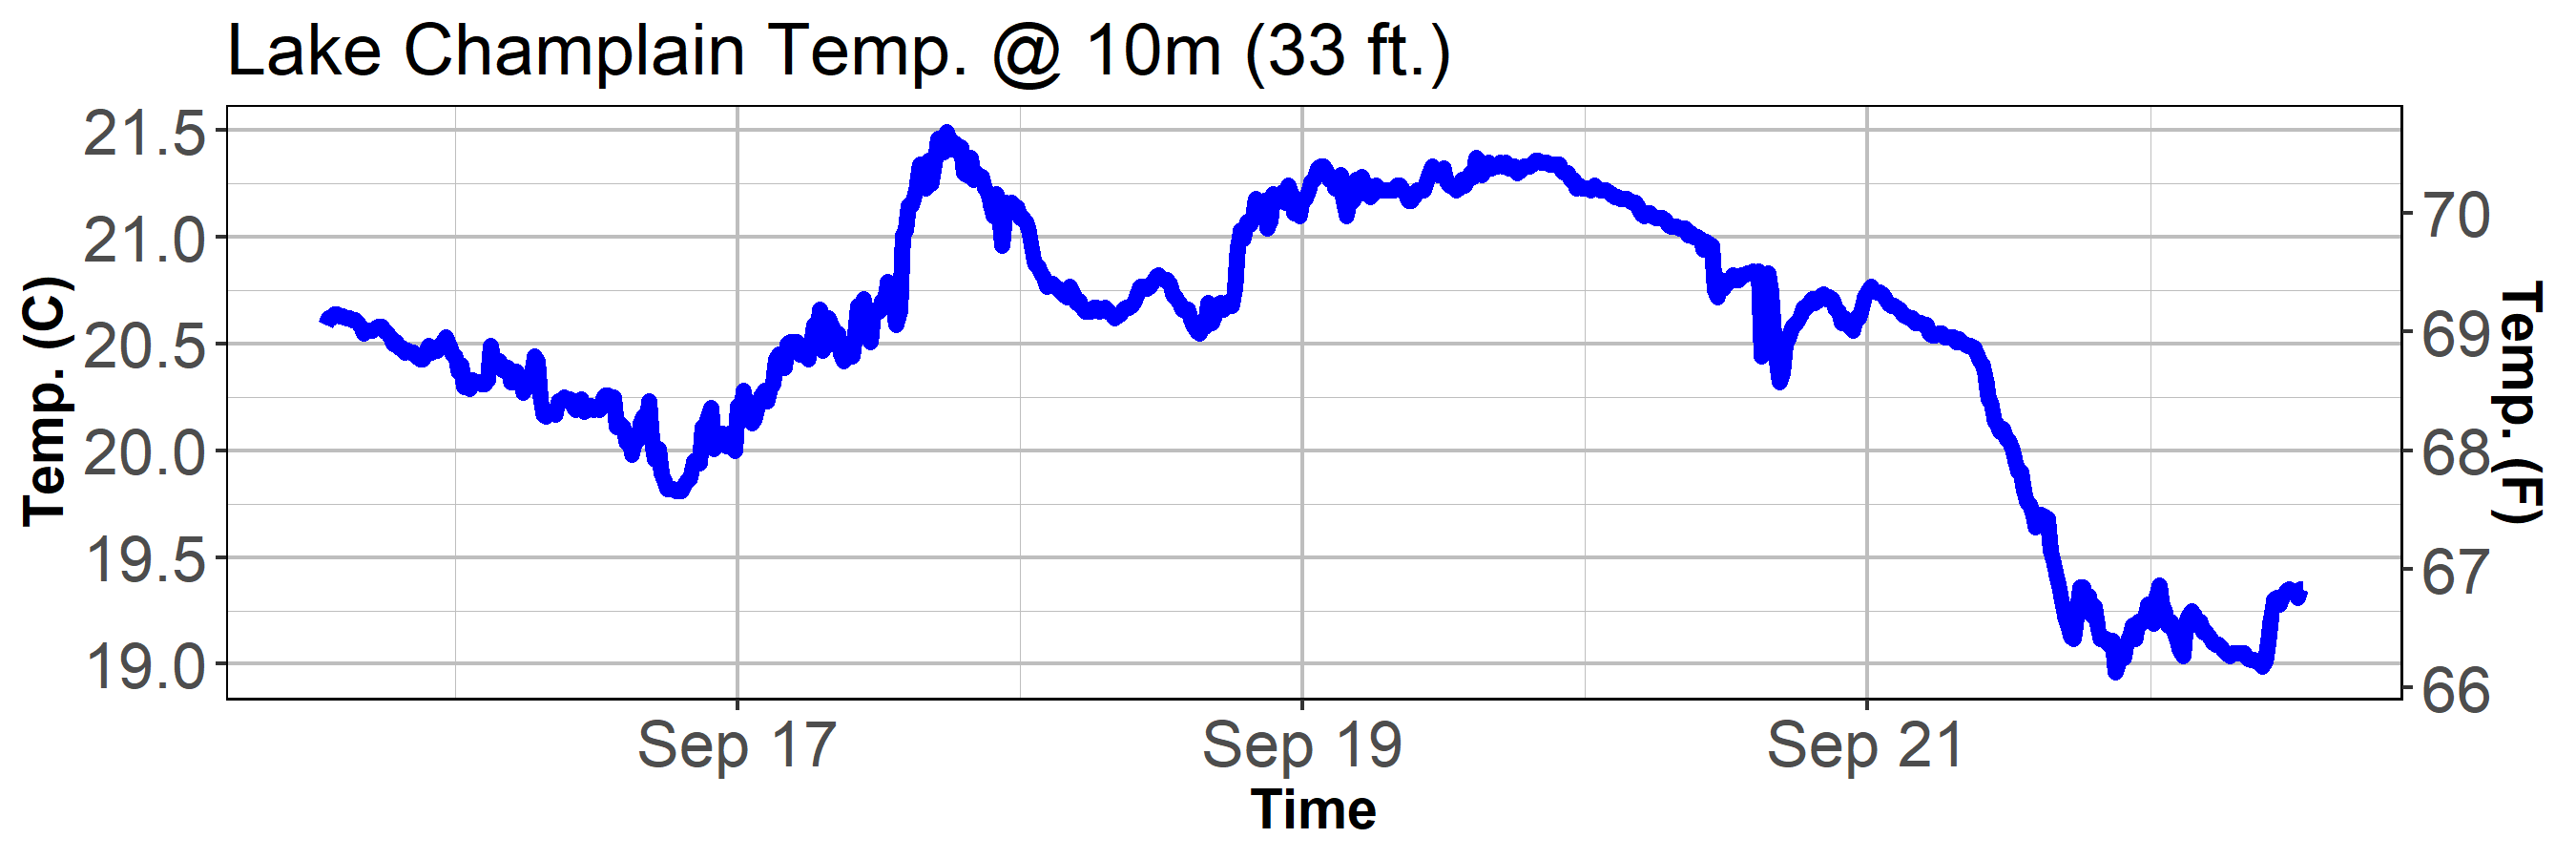 Lake Champlain Temp. @ 10m (33 ft.)
21.5
21.0
20.5
20.0
19.5
19.0
Temp. (C)
70
69
68
67
66
Temp. (F)
Sep 17
Sep 19
Sep 21
Time